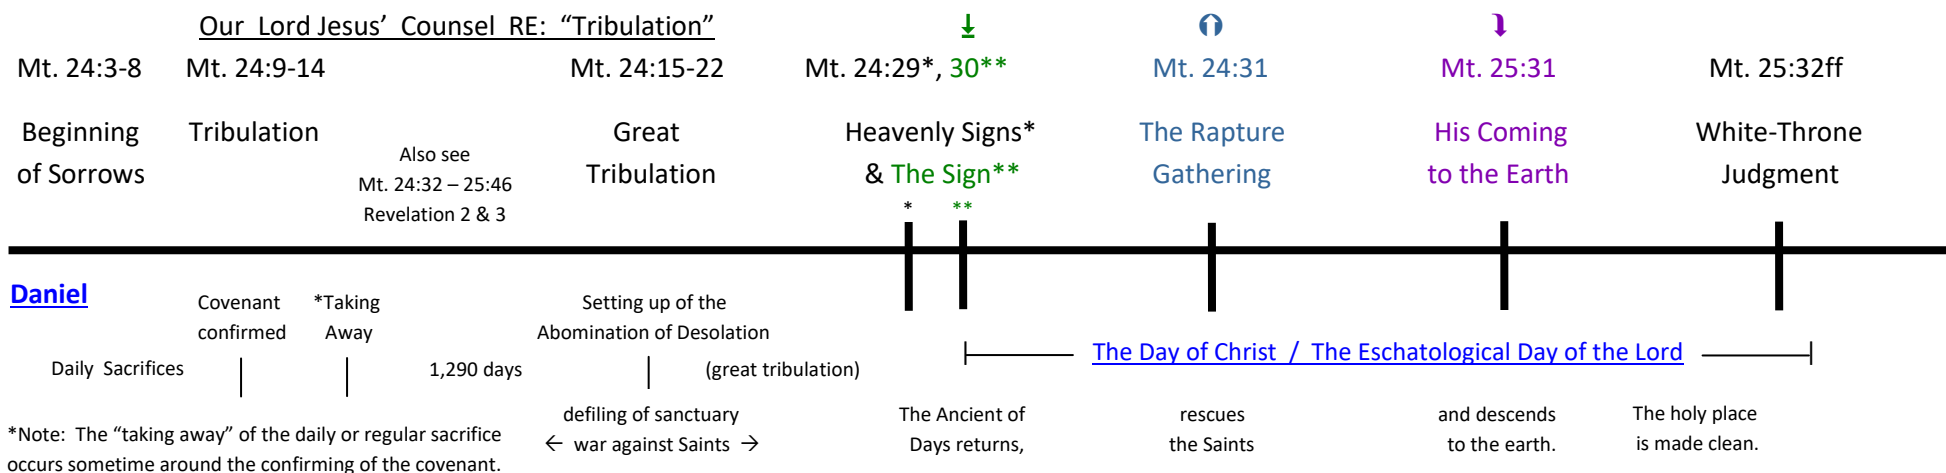 Our Lord Jesus’ Counsel RE: “Tribulation”
Mt. 24:3-8 Mt. 24:9-14 Mt. 24:15-22 Mt. 24:29*, 30** Mt. 24:31 Mt. 25:31 Mt. 25:32ff
Beginning
of Sorrows
Tribulation
Also see
Mt. 24:32 – 25:46
Revelation 2 & 3
Great
Tribulation
Heavenly Signs*
& The Sign**
* **
The Rapture
Gathering
His Coming
to the Earth
White-Throne
Judgment
Daniel
Daily Sacrifices
Covenant
confirmed
*Taking
Away
1,290 days
Setting up of the
Abomination of Desolation
(great tribulation)
The Day of Christ / The Eschatological Day of the Lord
*Note: The “taking away” of the daily or regular sacrifice
occurs sometime around the confirming of the covenant.
defiling of sanctuary
← war against Saints →
The Ancient of
Days returns,
rescues
the Saints
and descends
to the earth.
The holy place
is made clean.